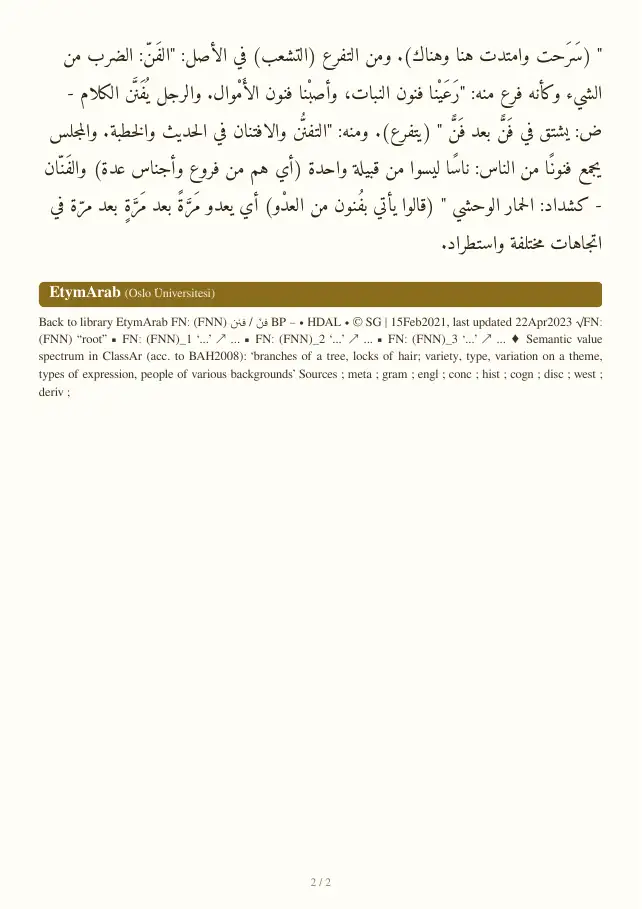 " (سَرَحت وامتدت هنا وهناك). ومن التفرع (التشعب) في الأصل: "الفَنّ: الضرب من
الشيء وكأنه فرع منه: "رَعَيْنا فنون النبات، وأصبْنا فنون الأَمْوال. والرجل يُفَنَّن الكلام -
ض: يشتق في فَنَّ بعد فَنَّ " (يتفرع). ومنه: "التفنُّن والافتنان في الحديث والخطبة. والمجلس
يجمع فنونًا من الناس: ناسًا ليسوا من قبيلة واحدة (أي هم من فروع وأجناس عدة) والفَنّان
- كشداد: الحمار الوحشي " (قالوا يأتي بفُنون من العدْو) أي يعدو مَرَّةً بعد مَرَّةٍ بعد مرّة في
اتجاهات مختلفة واستطراد.
EtymArab (Oslo Üniversitesi)
Back to library EtymArab FN: (FNN) فنّ / فنن BP – • HDAL • © SG | 15Feb2021, last updated 22Apr2023 √FN:
(FNN) “root” ▪ FN: (FNN)_1 ‘...’ ↗ ... ▪ FN: (FNN)_2 ‘...’ ↗ ... ▪ FN: (FNN)_3 ‘...’ ↗ ... ♦ Semantic value
spectrum in ClassAr (acc. to BAH2008): ‘branches of a tree, locks of hair; variety, type, variation on a theme,
types of expression, people of various backgrounds’ Sources ; meta ; gram ; engl ; conc ; hist ; cogn ; disc ; west ;
deriv ;
2 / 2